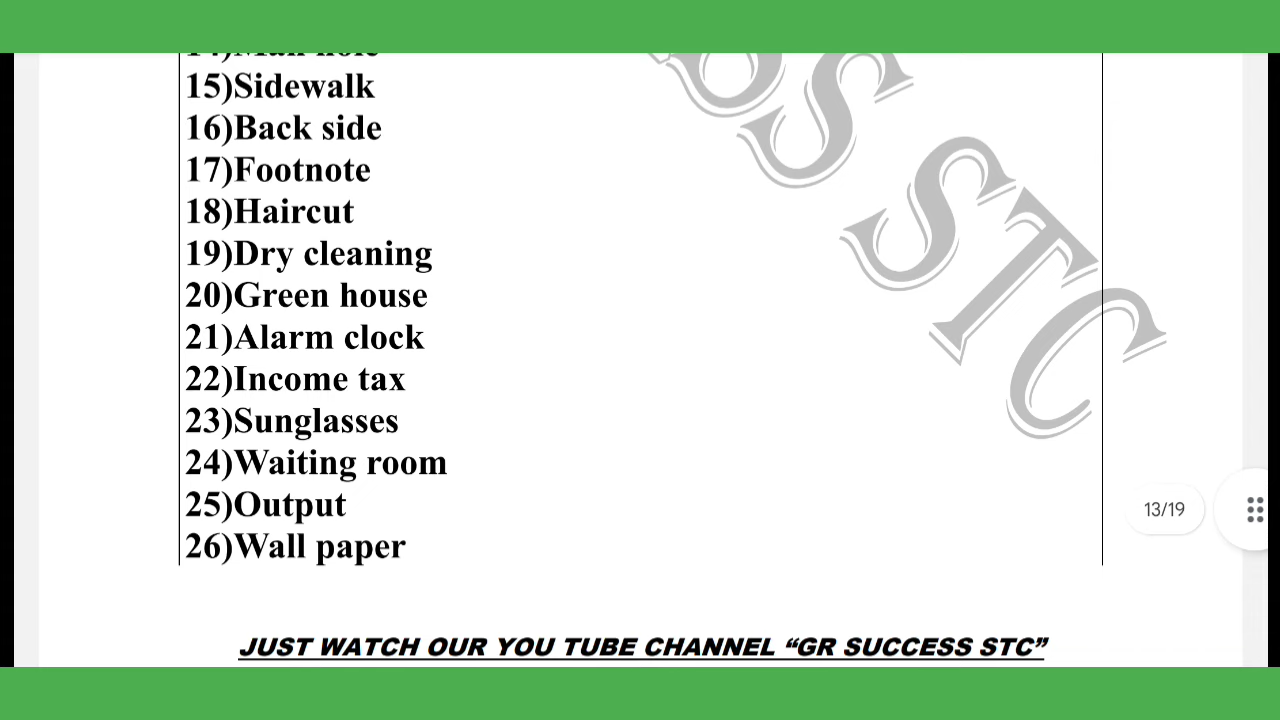 15)Sidewalk
16)Back side
17)Footnote
18)Haircut
19)Dry cleaning
20)Green house
21)Alarm clock
22)Income tax
23)Sunglasses
24)Waiting room
25)Output
26)Wall paper
SS STC
13/19
JUST WATCH OUR YOU TUBE CHANNEL “GR SUCCESS STC”